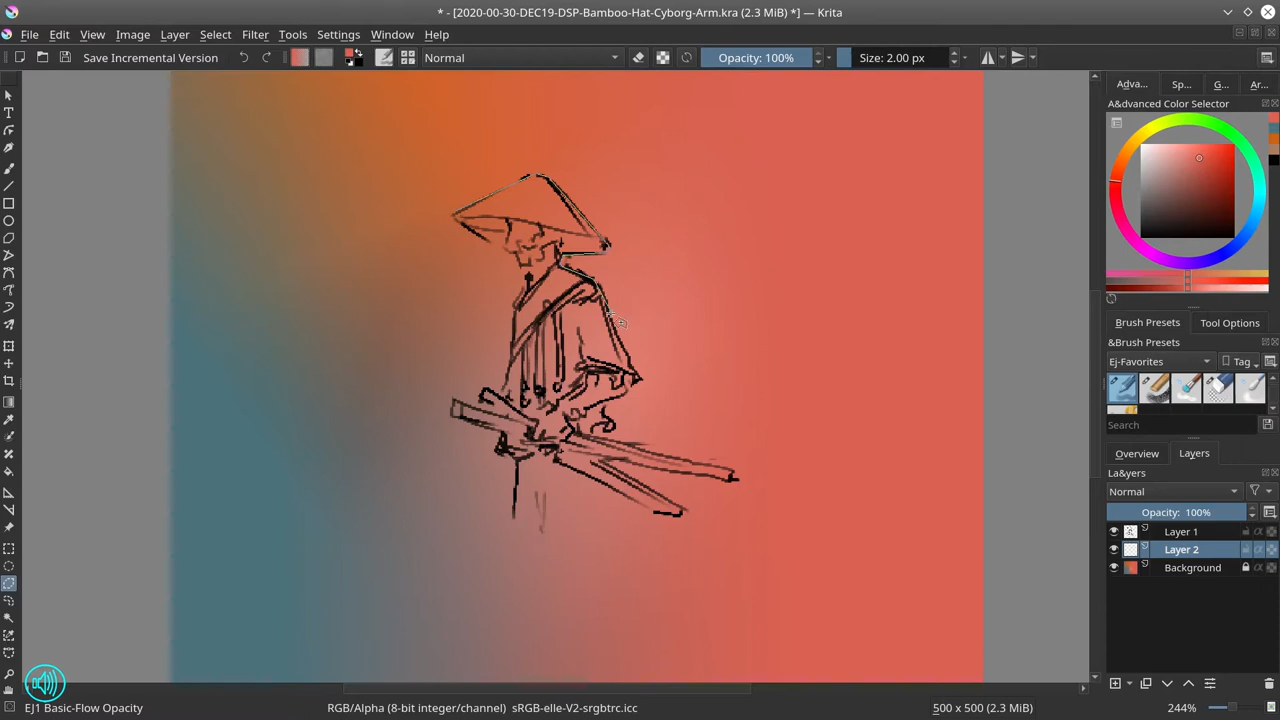 * - [2020-00-30-DEC19-DSP-Bamboo-Hat-Cyborg-Arm.kra (2.3 MiB) *] — Krita
File Edit View Image Layer Select Filter Tools Settings Window Help
Save Incremental Version Normal Opacity: 100% Size: 2.00 px
Adva... Sp... G... Ar...
A&dvanced Color Selector
Brush Presets Tool Options
&Brush Presets
Ej-Favorites Tag
Search
Overview Layers
La&yers
Normal
Opacity: 100%
Layer 1
Layer 2
Background
EJ1 Basic-Flow Opacity RGB/Alpha (8-bit integer/channel) sRGB-elle-V2-srgbtrc.icc 500 x 500 (2.3 MiB) 244%